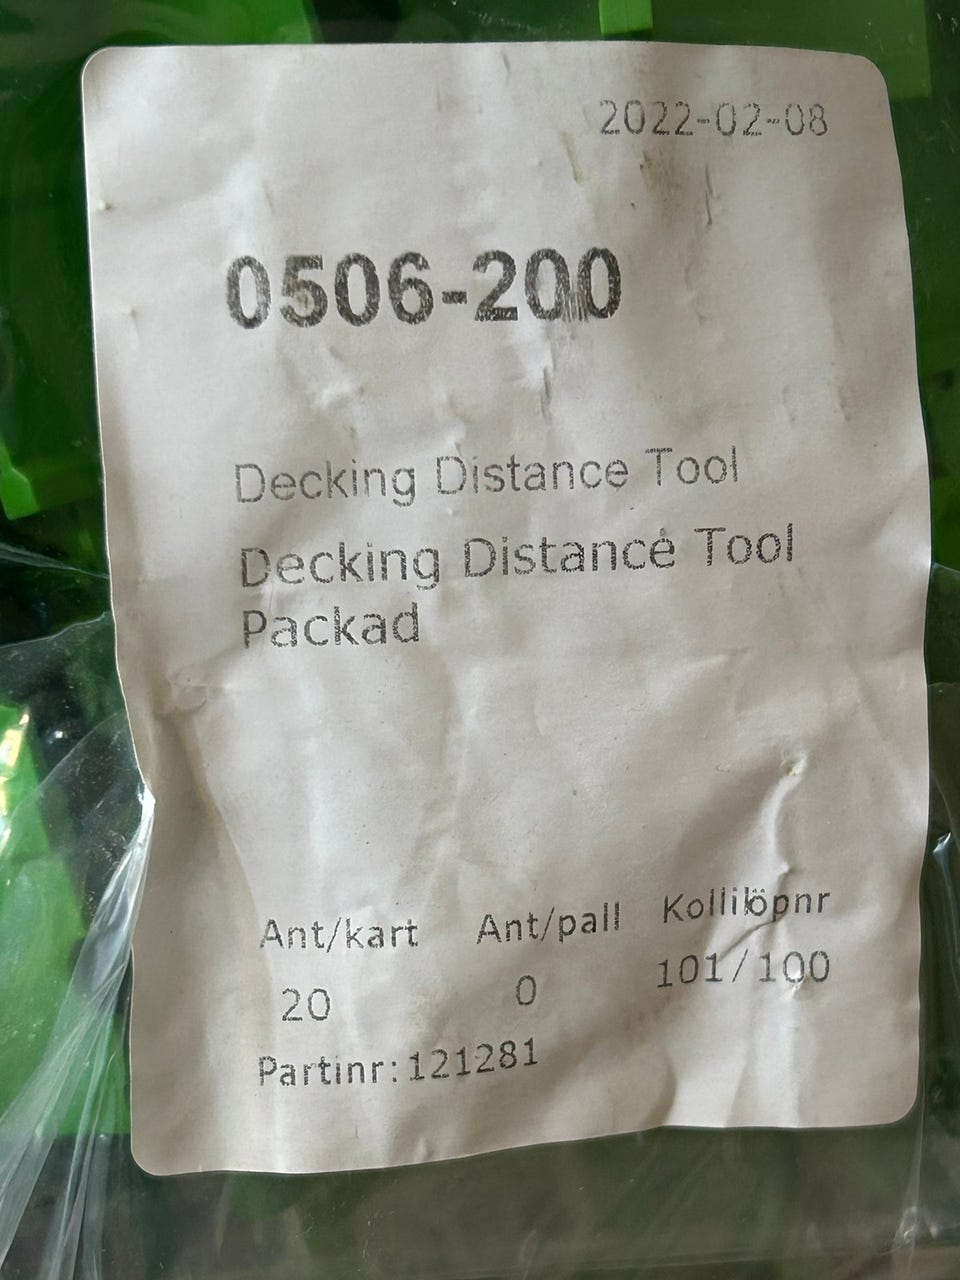 2022-02-08
0506-200
Decking Distance Tool
Decking Distance Tool
Packad
Ant/kart Ant/pall Kollilöpnr
20 0 101/100
Partinr:121281